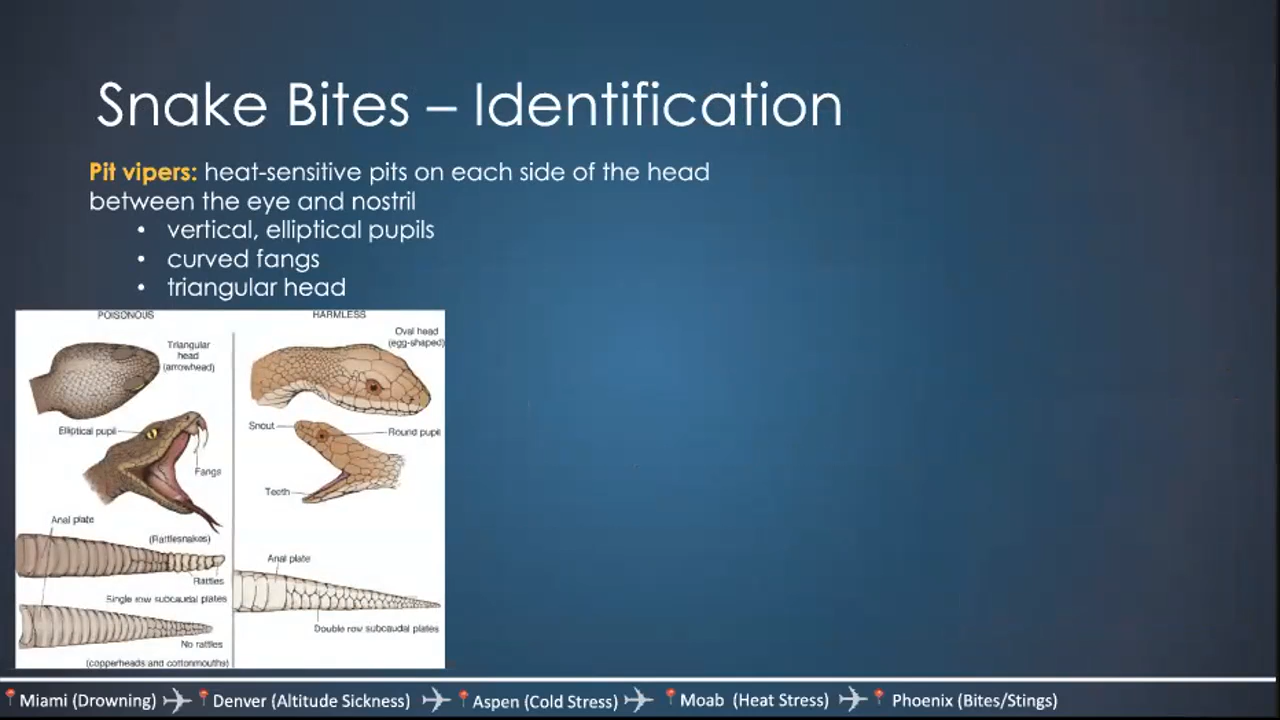 Snake Bites – Identification
Pit vipers: heat-sensitive pits on each side of the head
between the eye and nostril
• vertical, elliptical pupils
• curved fangs
• triangular head
POISONOUS
HARMLESS
Triangular
head
(arrowhead)
Oval head
(egg-shaped)
Elliptical pupil
Fangs
Snout
Round pupil
Teeth
Anal plate
(Rattlesnakes)
Rattles
Single row subcaudal plates
No rattles
(copperheads and cottonmouths)
Anal plate
Double row subcaudal plates
Miami (Drowning) Denver (Altitude Sickness) Aspen (Cold Stress) Moab (Heat Stress) Phoenix (Bites/Stings)